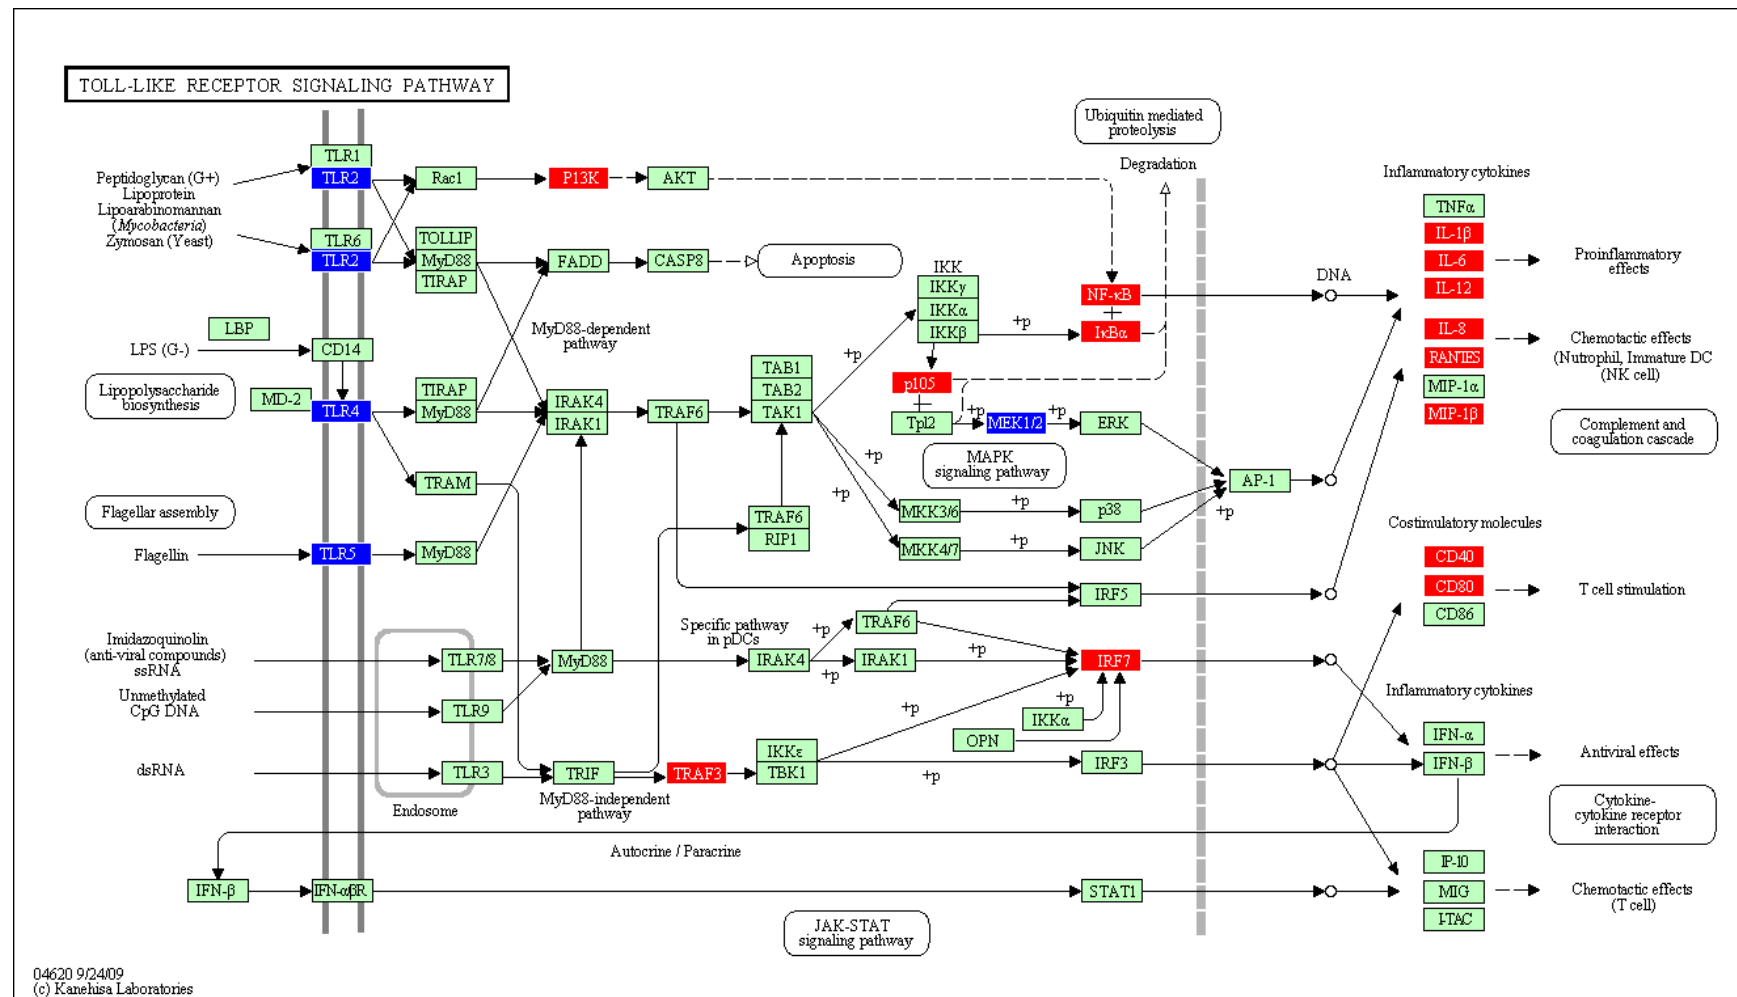 TOLL-LIKE RECEPTOR SIGNALING PATHWAY
Ubiquitin mediated
proteolysis
Degradation
Peptidoglycan (G+)
Lipoprotein
Lipoarabinomannan
(Mycobacteria)
Zymosan (Yeast)
TLR1
TLR2
TLR6
TLR2
Rac1
P13K
AKT
TOLLIP
MyD88
TIRAP
FADD
CASP8
Apoptosis
MyD88-dependent
pathway
IKK
IKKγ
IKKα
IKKβ
+p
NF-κB
IκBα
DNA
LBP
LPS (G-)
CD14
Lipopolysaccharide
biosynthesis
MD-2
TLR4
TIRAP
MyD88
TRAM
IRAK4
IRAK1
TRAF6
TAB1
TAB2
TAK1
+p
p105
Tpl2
+p
MEK1/2
+p
ERK
MAPK
signaling pathway
AP-1
+p
+p
+p
MKK3/6
+p
p38
MKK4/7
+p
JNK
Flagellar assembly
Flagellin
TLR5
MyD88
TRAF6
RIP1
IRF5
Imidazoquinolin
(anti-viral compounds)
ssRNA
Unmethylated
CpG DNA
dsRNA
TLR7/8
TLR9
TLR3
Endosome
MyD88
Specific pathway
in pDCs
IRAK4
+p
TRAF6
+p
IRAK1
+p
+p
IRF7
+p
+p
IKKα
OPN
TRIF
MyD88-independent
pathway
TRAF3
IKKε
TBK1
+p
IRF3
Autocrine / Paracrine
IFN-β
IFN-αβR
STAT1
JAK-STAT
signaling pathway
Inflammatory cytokines
TNFα
IL-1β
IL-6
IL-12
Proinflammatory
effects
IL-8
RANTES
MIP-1α
MIP-1β
Chemotactic effects
(Nutrophil, Immature DC
(NK cell)
Complement and
coagulation cascade
Costimulatory molecules
CD40
CD80
CD86
T cell stimulation
Inflammatory cytokines
IFN-α
IFN-β
Antiviral effects
Cytokine-
cytokine receptor
interaction
IP-10
MIG
I-TAC
Chemotactic effects
(T cell)
04620 9/24/09
(c) Kanehisa Laboratories